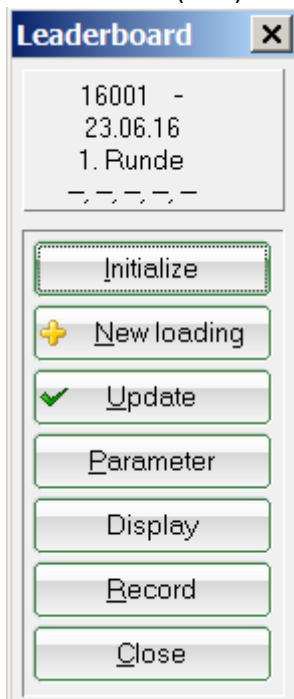 Leaderboard
16001 -
23.06.16
1. Runde
–, –, –, –, –
Initialize
New loading
Update
Parameter
Display
Record
Close